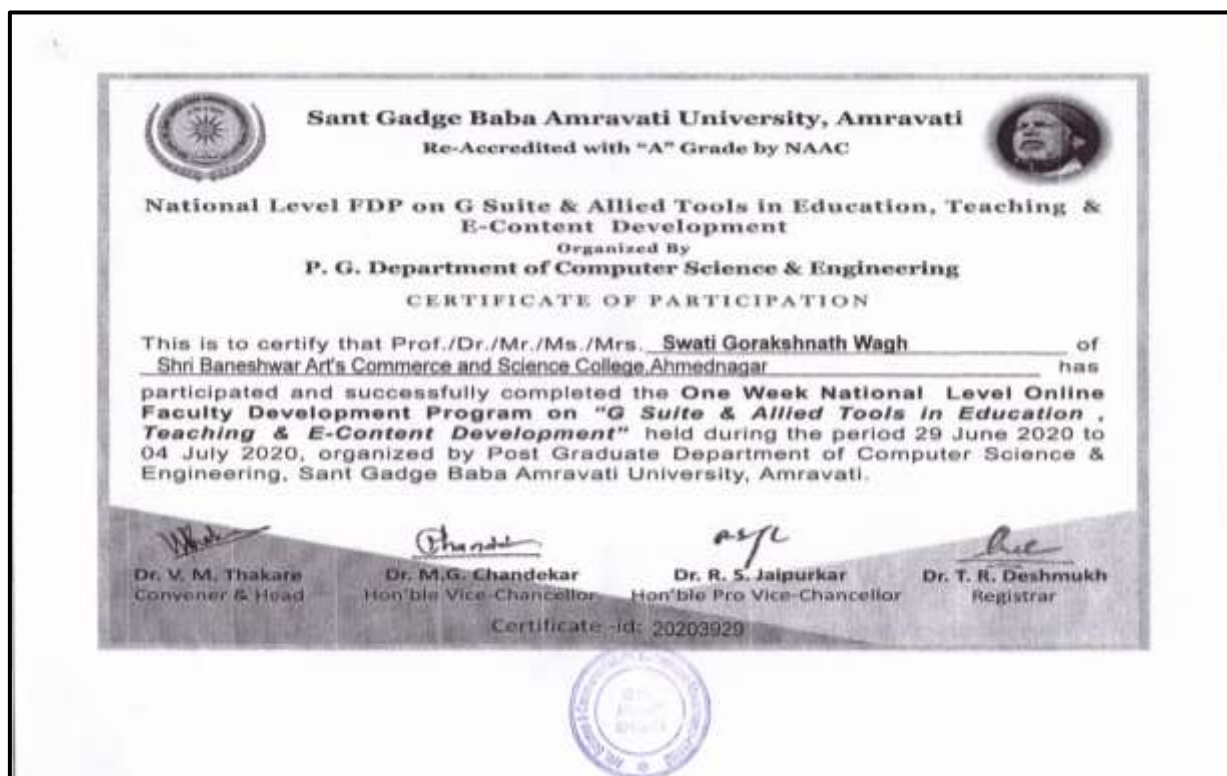 Sant Gadge Baba Amravati University, Amravati
Re-Accredited with "A" Grade by NAAC
National Level FDP on G Suite & Allied Tools in Education, Teaching &
E-Content Development
Organized By
P. G. Department of Computer Science & Engineering
CERTIFICATE OF PARTICIPATION
This is to certify that Prof./Dr./Mr./Ms./Mrs. Swati Gorakshnath Wagh of
Shri Baneshwar Art's Commerce and Science College,Ahmednagar has
participated and successfully completed the One Week National Level Online
Faculty Development Program on "G Suite & Allied Tools in Education ,
Teaching & E-Content Development" held during the period 29 June 2020 to
04 July 2020, organized by Post Graduate Department of Computer Science &
Engineering, Sant Gadge Baba Amravati University, Amravati.
Dr. V. M. Thakare Dr. M.G. Chandekar Dr. R. S. Jaipurkar Dr. T. R. Deshmukh
Convener & Head Hon'ble Vice-Chancellor Hon'ble Pro Vice-Chancellor Registrar
Certificate -id: 20203929